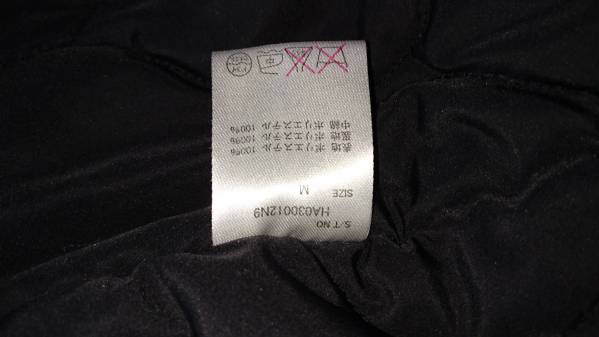 S/T NO
HA030012N9
SIZE
M
表地 ポリエステル 100%
裏地 ポリエステル 100%
中綿 ポリエステル 100%